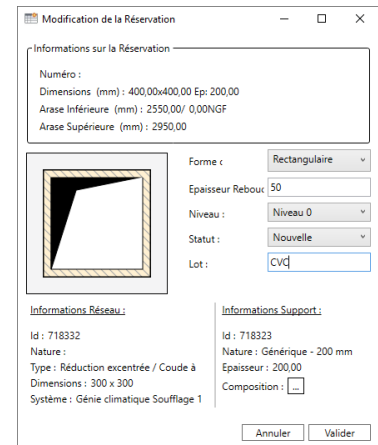 Modification de la Réservation
Informations sur la Réservation
Numéro :
Dimensions (mm) : 400,00x400,00 Ep: 200,00
Arase Inférieure (mm) : 2550,00/ 0,00NGF
Arase Supérieure (mm) : 2950,00
Forme c Rectangulaire
Epaisseur Rebouc 50
Niveau : Niveau 0
Statut : Nouvelle
Lot : CVC
Informations Réseau :
Id : 718332
Nature :
Type : Réduction excentrée / Coude à
Dimensions : 300 x 300
Système : Génie climatique Soufflage 1
Informations Support :
Id : 718323
Nature : Générique - 200 mm
Epaisseur : 200,00
Composition : ...
Annuler Valider